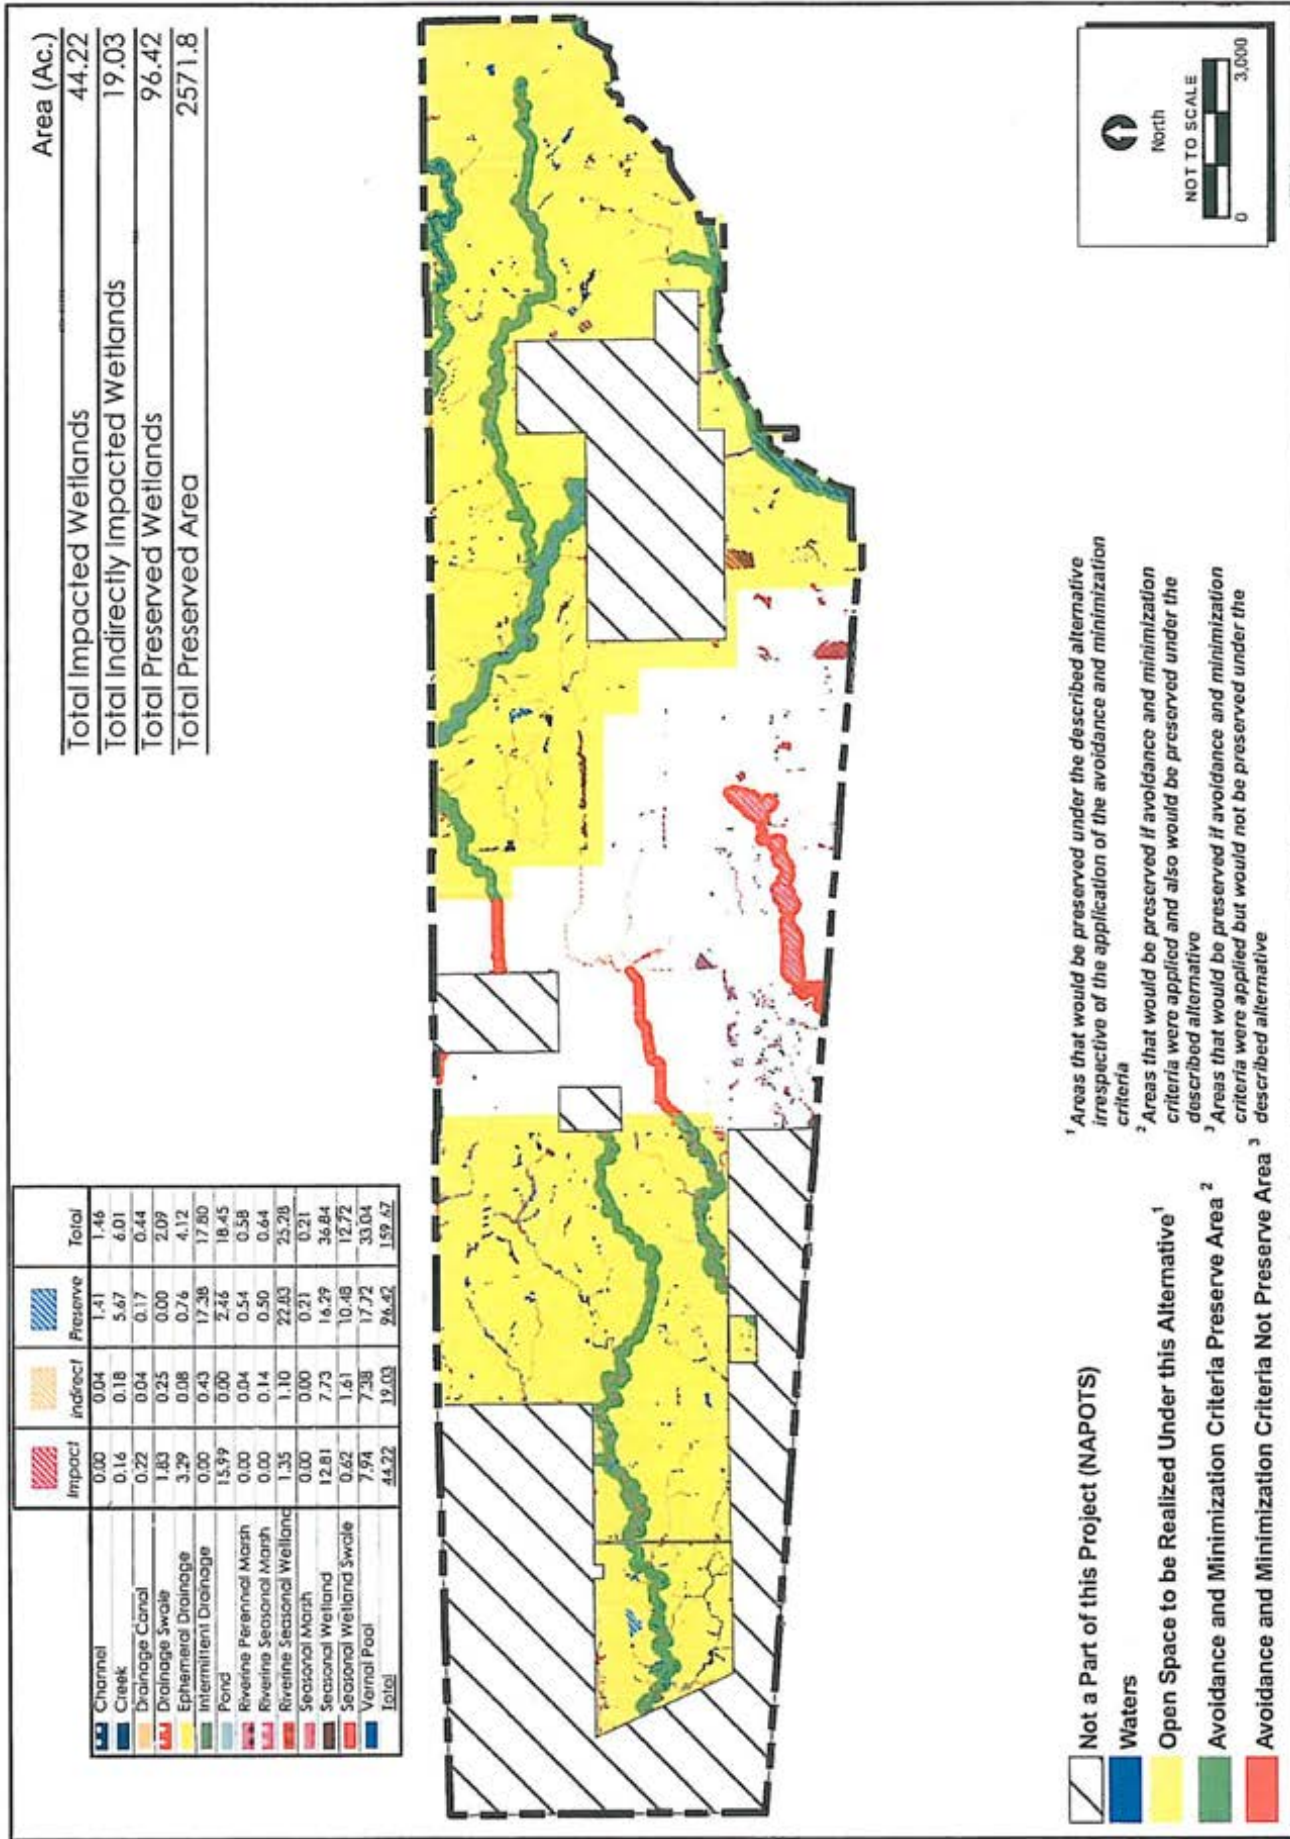 Impact Indirect Preserve Total
Channel 0.00 0.04 1.41 1.46
Creek 0.16 0.18 5.67 6.01
Drainage Canal 0.22 0.04 0.17 0.44
Drainage Swale 1.83 0.25 0.00 2.09
Ephemeral Drainage 3.29 0.08 0.76 4.12
Intermittent Drainage 0.00 0.43 17.38 17.80
Pond 15.99 0.00 2.46 18.45
Riverine Perennial Marsh 0.00 0.04 0.54 0.58
Riverine Seasonal Marsh 0.00 0.14 0.50 0.64
Riverine Seasonal Wetland 1.35 1.10 22.83 25.28
Seasonal Marsh 0.00 0.00 0.21 0.21
Seasonal Wetland 12.81 7.73 16.29 36.84
Seasonal Wetland Swale 0.62 1.61 10.48 12.72
Vernal Pool 7.94 7.38 17.72 33.04
Total 44.22 19.03 96.42 159.67
Area (Ac.)
Total Impacted Wetlands 44.22
Total Indirectly Impacted Wetlands 19.03
Total Preserved Wetlands 96.42
Total Preserved Area 2571.8
Not a Part of this Project (NAPOTS)
Waters
Open Space to be Realized Under this Alternative¹
Avoidance and Minimization Criteria Preserve Area²
Avoidance and Minimization Criteria Not Preserve Area³
¹ Areas that would be preserved under the described alternative
irrespective of the application of the avoidance and minimization
criteria
² Areas that would be preserved if avoidance and minimization
criteria were applied and also would be preserved under the
described alternative
³ Areas that would be preserved if avoidance and minimization
criteria were applied but would not be preserved under the
described alternative
North
NOT TO SCALE
0 3,000